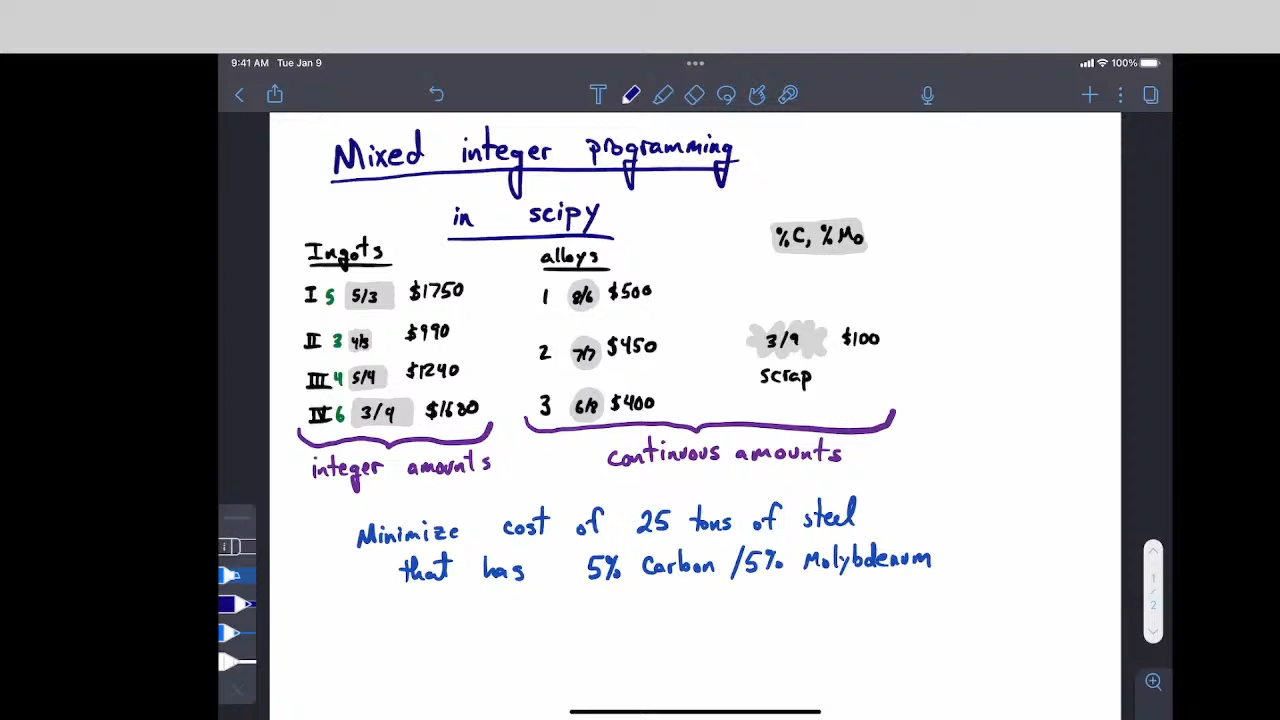 9:41 AM Tue Jan 9
100%
Mixed integer programming
in scipy
%C, %Mo
Ingots
I 5 5/3 $1750
II 3 4/3 $990
III 4 5/4 $1240
IV 6 3/4 $1680
integer amounts
alloys
1 8/6 $500
2 7/7 $450
3 6/8 $400
3/9 $100
scrap
continuous amounts
Minimize cost of 25 tons of steel
that has 5% Carbon /5% Molybdenum
1
/
2